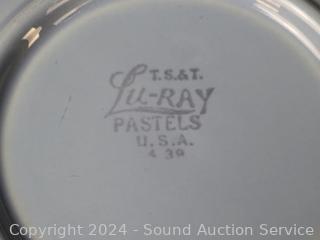 T.S.&T.
Lu-RAY
PASTELS
U.S.A.
4 39
Copyright © 2024 - Sound Auction Service